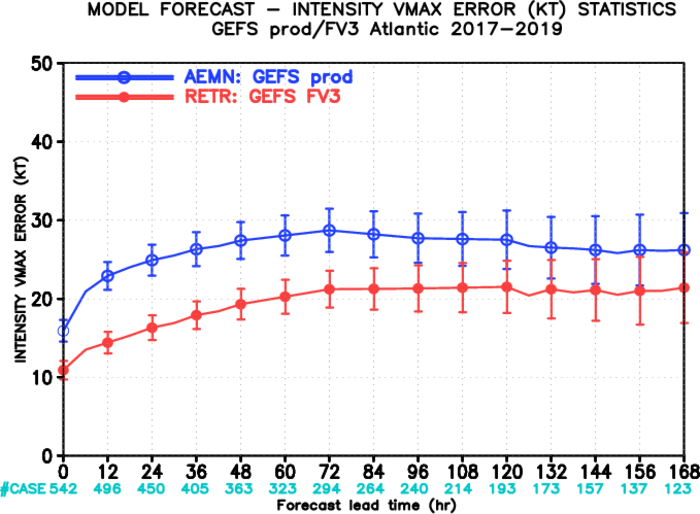 MODEL FORECAST – INTENSITY VMAX ERROR (KT) STATISTICS
GEFS prod/FV3 Atlantic 2017–2019
AEMN: GEFS prod
RETR: GEFS FV3
INTENSITY VMAX ERROR (KT)
50
40
30
20
10
0
0 12 24 36 48 60 72 84 96 108 120 132 144 156 168
#CASE 542 496 450 405 363 323 294 264 240 214 193 173 157 137 123
Forecast lead time (hr)